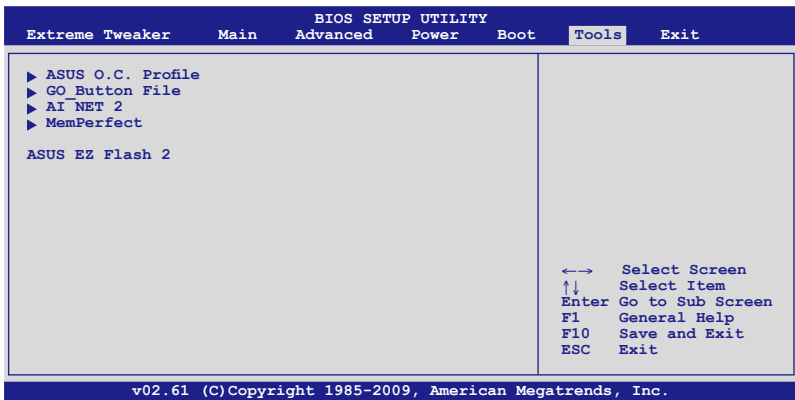 BIOS SETUP UTILITY
Extreme Tweaker Main Advanced Power Boot Tools Exit
▶ ASUS O.C. Profile
▶ GO_Button File
▶ AI NET 2
▶ MemPerfect
ASUS EZ Flash 2
←→ Select Screen
↑↓ Select Item
Enter Go to Sub Screen
F1 General Help
F10 Save and Exit
ESC Exit
v02.61 (C)Copyright 1985-2009, American Megatrends, Inc.